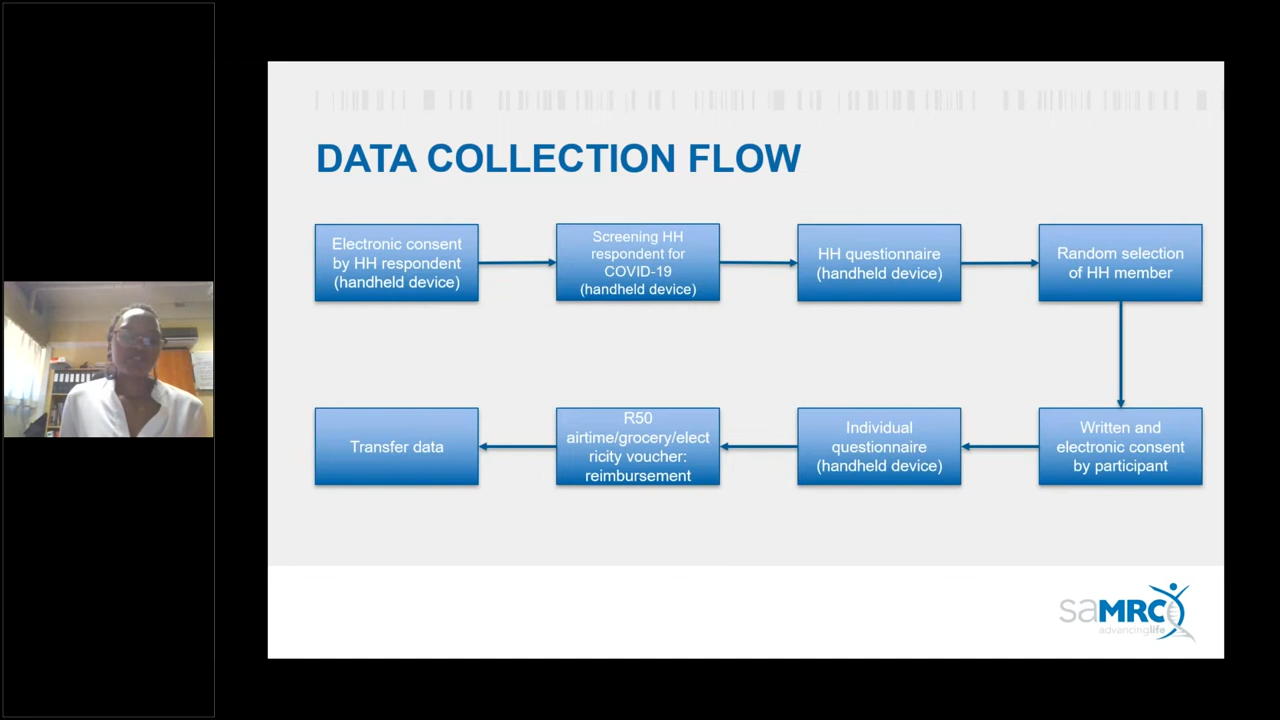 DATA COLLECTION FLOW
Electronic consent
by HH respondent
(handheld device)
Screening HH
respondent for
COVID-19
(handheld device)
HH questionnaire
(handheld device)
Random selection
of HH member
Written and
electronic consent
by participant
Individual
questionnaire
(handheld device)
R50
airtime/grocery/elect
ricity voucher:
reimbursement
Transfer data
saMRC
advancinglife